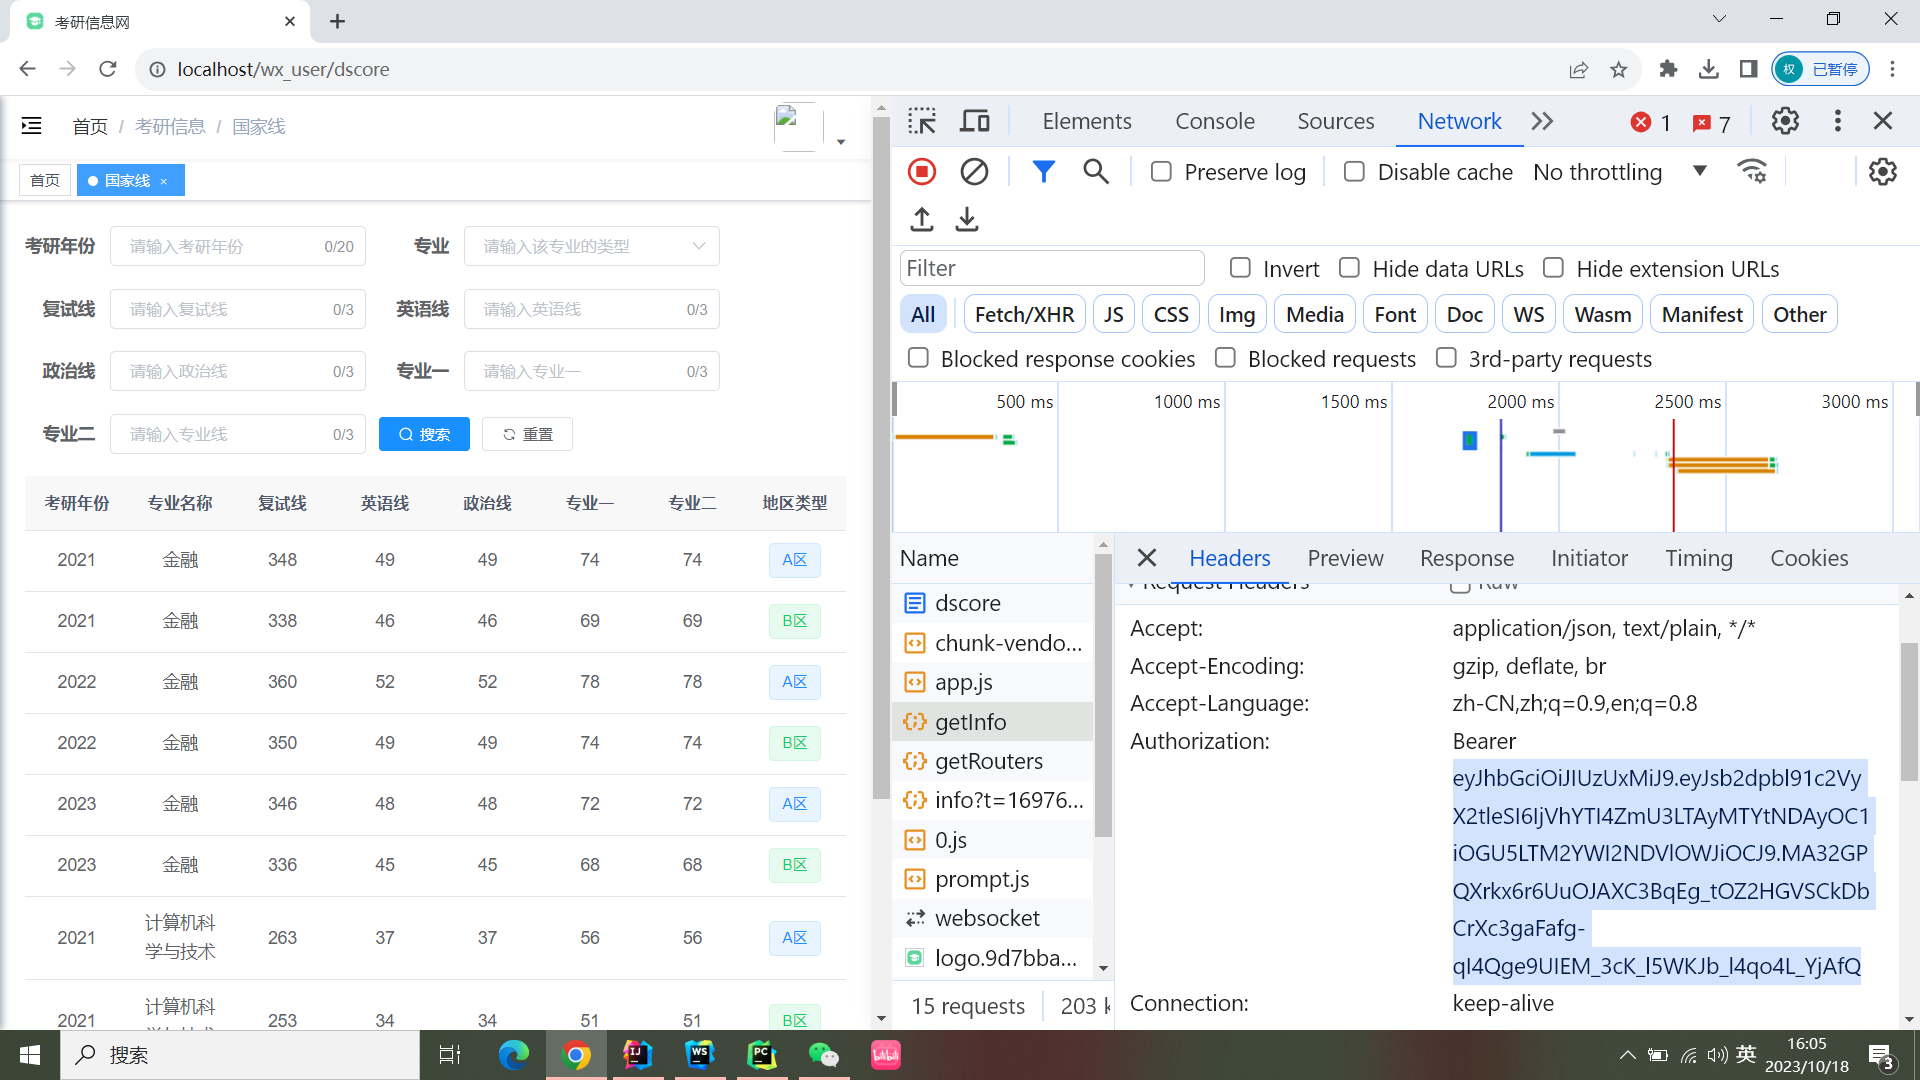 考研信息网
localhost/wx_user/dscore
已暂停
权
首页 / 考研信息 / 国家线
首页
国家线 ×
考研年份 请输入考研年份 0/20 专业 请输入该专业的类型
复试线 请输入复试线 0/3 英语线 请输入英语线 0/3
政治线 请输入政治线 0/3 专业一 请输入专业一 0/3
专业二 请输入专业线 0/3 搜索 重置
考研年份 专业名称 复试线 英语线 政治线 专业一 专业二 地区类型
2021 金融 348 49 49 74 74 A区
2021 金融 338 46 46 69 69 B区
2022 金融 360 52 52 78 78 A区
2022 金融 350 49 49 74 74 B区
2023 金融 346 48 48 72 72 A区
2023 金融 336 45 45 68 68 B区
2021 计算机科
学与技术 263 37 37 56 56 A区
2021 计算机科 253 34 34 51 51 B区
Elements Console Sources Network 1 7
Preserve log Disable cache No throttling
Filter Invert Hide data URLs Hide extension URLs
All Fetch/XHR JS CSS Img Media Font Doc WS Wasm Manifest Other
Blocked response cookies Blocked requests 3rd-party requests
500 ms 1000 ms 1500 ms 2000 ms 2500 ms 3000 ms
Name
dscore
chunk-vendo...
app.js
getInfo
getRouters
info?t=16976...
0.js
prompt.js
websocket
logo.9d7bba...
15 requests 203 k
Headers Preview Response Initiator Timing Cookies
Request Headers Raw
Accept: application/json, text/plain, */*
Accept-Encoding: gzip, deflate, br
Accept-Language: zh-CN,zh;q=0.9,en;q=0.8
Authorization: Bearer
eyJhbGciOiJIUzUxMiJ9.eyJsb2dpbl91c2Vy
X2tleSI6IjVhYTI4ZmU3LTAyMTYtNDAyOC1
iOGU5LTM2YWI2NDVlOWJiOCJ9.MA32GP
QXrkx6r6UuOJAXC3BqEg_tOZ2HGVSCkDb
CrXc3gaFafg-
qI4Qge9UIEM_3cK_l5WKJb_l4qo4L_YjAfQ
Connection: keep-alive
搜索
IJ
WS
PC
bilibili
英
16:05
2023/10/18
3